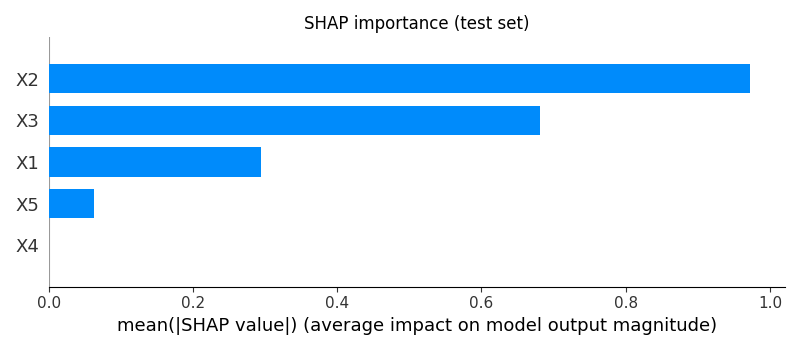 SHAP importance (test set)
X2
X3
X1
X5
X4
0.0 0.2 0.4 0.6 0.8 1.0
mean(|SHAP value|) (average impact on model output magnitude)